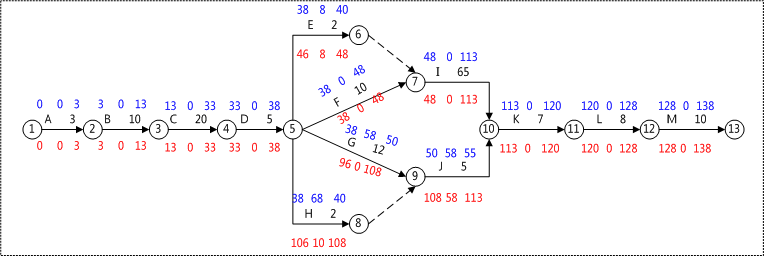 38 8 40
E 2
6
46 8 48
48 0 113
I 65
7
48 0 113
38 0 48
F 10
38 0 48
0 0 3
A 3
0 0 3
3 0 13
B 10
3 0 13
13 0 33
C 20
13 0 33
33 0 38
D 5
33 0 38
1
2
3
4
5
38 58 50
G 12
96 0 108
113 0 120
K 7
113 0 120
120 0 128
L 8
120 0 128
128 0 138
M 10
128 0 138
10
11
12
13
50 58 55
J 5
9
108 58 113
38 68 40
H 2
8
106 10 108